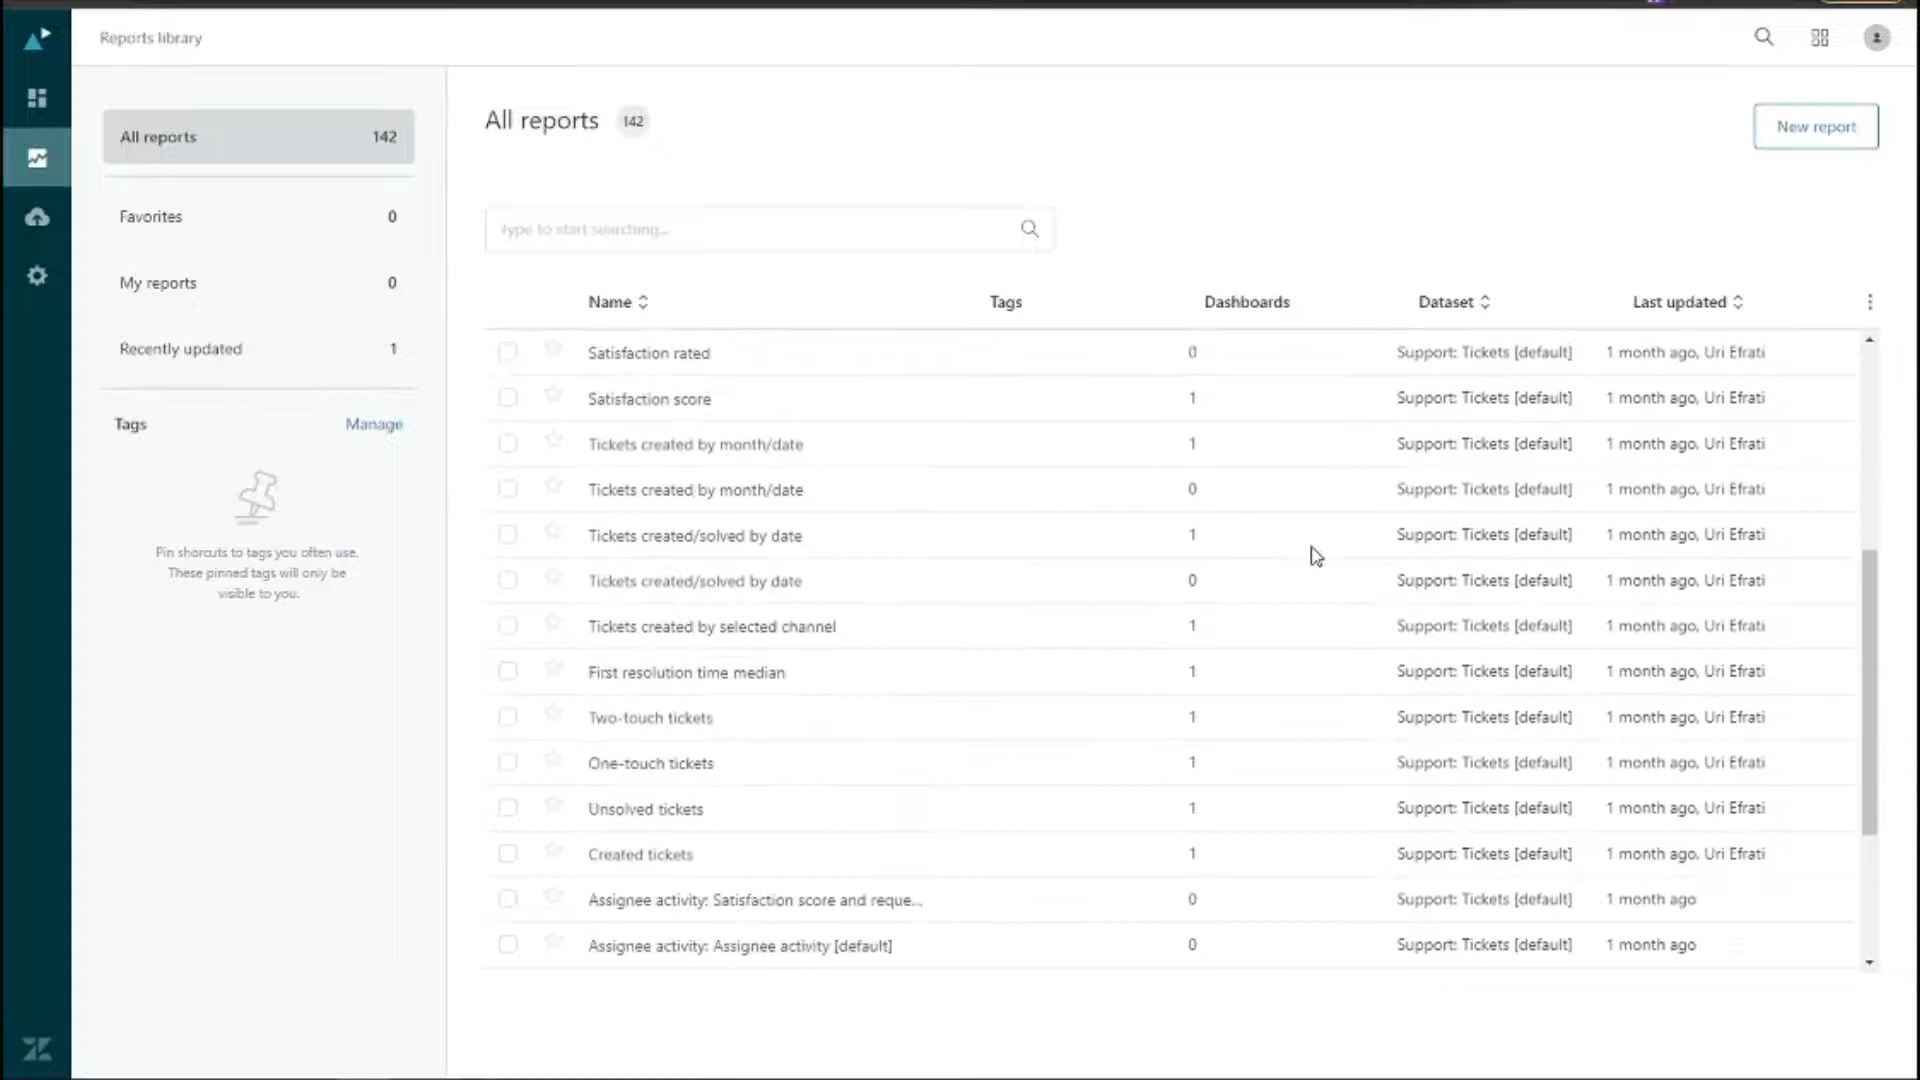 Reports library
All reports 142
Favorites 0
My reports 0
Recently updated 1
Tags Manage
Pin shorcuts to tags you often use.
These pinned tags will only be
visible to you.
All reports 142
New report
Type to start searching...
Name Tags Dashboards Dataset Last updated
Satisfaction rated 0 Support: Tickets [default] 1 month ago, Uri Efrati
Satisfaction score 1 Support: Tickets [default] 1 month ago, Uri Efrati
Tickets created by month/date 1 Support: Tickets [default] 1 month ago, Uri Efrati
Tickets created by month/date 0 Support: Tickets [default] 1 month ago, Uri Efrati
Tickets created/solved by date 1 Support: Tickets [default] 1 month ago, Uri Efrati
Tickets created/solved by date 0 Support: Tickets [default] 1 month ago, Uri Efrati
Tickets created by selected channel 1 Support: Tickets [default] 1 month ago, Uri Efrati
First resolution time median 1 Support: Tickets [default] 1 month ago, Uri Efrati
Two-touch tickets 1 Support: Tickets [default] 1 month ago, Uri Efrati
One-touch tickets 1 Support: Tickets [default] 1 month ago, Uri Efrati
Unsolved tickets 1 Support: Tickets [default] 1 month ago, Uri Efrati
Created tickets 1 Support: Tickets [default] 1 month ago, Uri Efrati
Assignee activity: Satisfaction score and reque... 0 Support: Tickets [default] 1 month ago
Assignee activity: Assignee activity [default] 0 Support: Tickets [default] 1 month ago